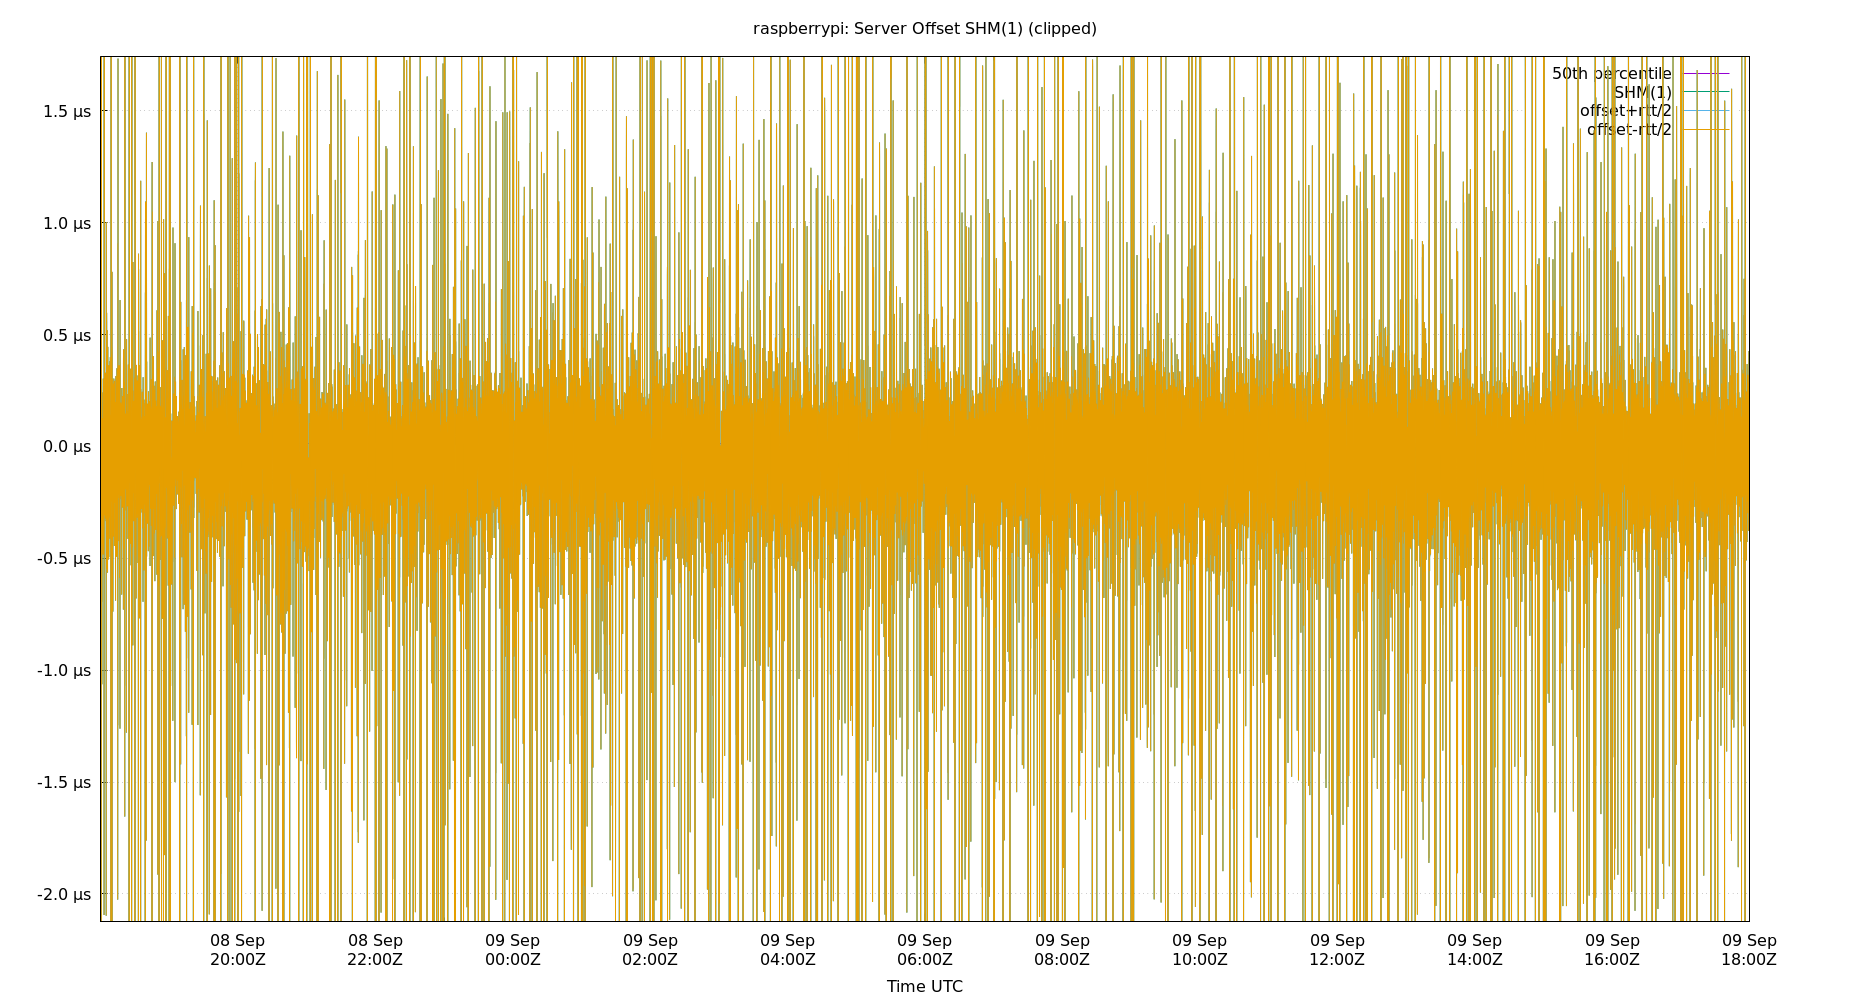 raspberrypi: Server Offset SHM(1) (clipped)
50th percentile
SHM(1)
offset+rtt/2
offset-rtt/2
1.5 µs
1.0 µs
0.5 µs
0.0 µs
-0.5 µs
-1.0 µs
-1.5 µs
-2.0 µs
08 Sep 08 Sep 09 Sep 09 Sep 09 Sep 09 Sep 09 Sep 09 Sep 09 Sep 09 Sep 09 Sep 09 Sep
20:00Z 22:00Z 00:00Z 02:00Z 04:00Z 06:00Z 08:00Z 10:00Z 12:00Z 14:00Z 16:00Z 18:00Z
Time UTC